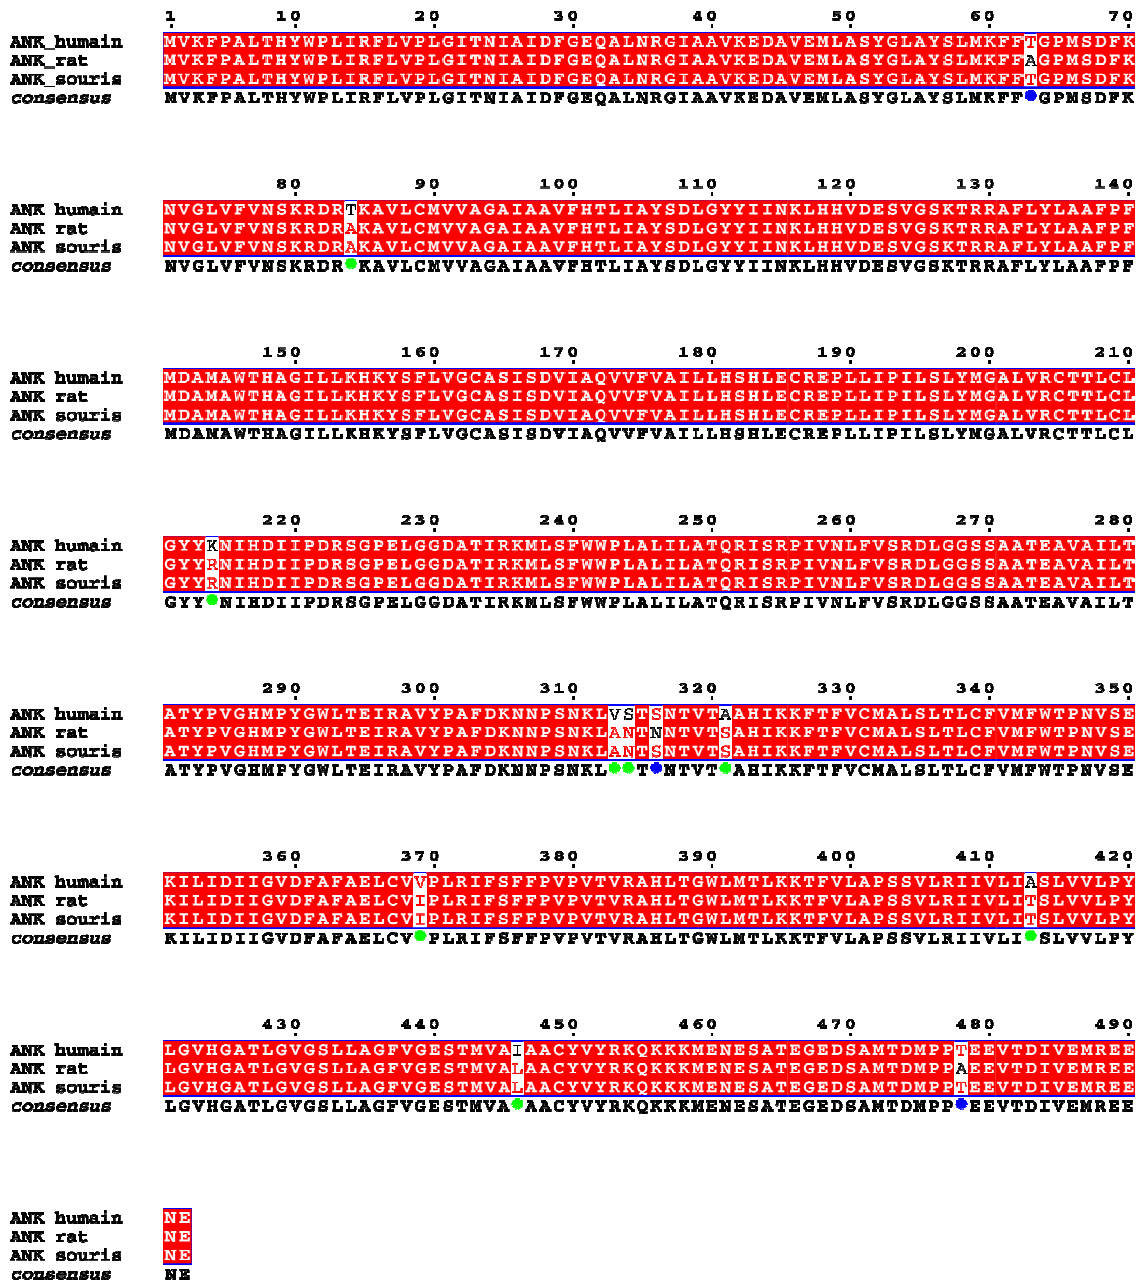 1 10 20 30 40 50 60 70
ANK_humain MVKFPALTHYWPLIRFLVPLGITNIAIDFGEQALNRGIAAVKEDAVEMLASYGLAYSLMKFFTGPMSDFK
ANK_rat MVKFPALTHYWPLIRFLVPLGITNIAIDFGEQALNRGIAAVKEDAVEMLASYGLAYSLMKFFAGPMSDFK
ANK_souris MVKFPALTHYWPLIRFLVPLGITNIAIDFGEQALNRGIAAVKEDAVEMLASYGLAYSLMKFFTGPMSDFK
consensus MVKFPALTHYWPLIRFLVPLGITNIAIDFGEQALNRGIAAVKEDAVEMLASYGLAYSLMKFF●GPMSDFK
80 90 100 110 120 130 140
ANK humain NVGLVFVNSKRDRTKAVLCMVVAGAIAAVFHTLIAYSDLGYYIINKLHHVDESVGSKTRRAFLYLAAFPF
ANK rat NVGLVFVNSKRDRAKAVLCMVVAGAIAAVFHTLIAYSDLGYYIINKLHHVDESVGSKTRRAFLYLAAFPF
ANK souris NVGLVFVNSKRDRAKAVLCMVVAGAIAAVFHTLIAYSDLGYYIINKLHHVDESVGSKTRRAFLYLAAFPF
consensus NVGLVFVNSKRDR●KAVLCMVVAGAIAAVFHTLIAYSDLGYYIINKLHHVDESVGSKTRRAFLYLAAFPF
150 160 170 180 190 200 210
ANK humain MDAMAWTHAGILLKHKYSFLVGCASISDVIAQVVFVAILLHSHLECREPLLIPILSLYMGALVRCTTLCL
ANK rat MDAMAWTHAGILLKHKYSFLVGCASISDVIAQVVFVAILLHSHLECREPLLIPILSLYMGALVRCTTLCL
ANK souris MDAMAWTHAGILLKHKYSFLVGCASISDVIAQVVFVAILLHSHLECREPLLIPILSLYMGALVRCTTLCL
consensus MDAMAWTHAGILLKHKYSFLVGCASISDVIAQVVFVAILLHSHLECREPLLIPILSLYMGALVRCTTLCL
220 230 240 250 260 270 280
ANK humain GYYKNIHDIIPDRSGPELGGDATIRKMLSFWWPLALILATQRISRPIVNLFVSRDLGGSSAATEAVAILT
ANK rat GYYRNIHDIIPDRSGPELGGDATIRKMLSFWWPLALILATQRISRPIVNLFVSRDLGGSSAATEAVAILT
ANK souris GYYRNIHDIIPDRSGPELGGDATIRKMLSFWWPLALILATQRISRPIVNLFVSRDLGGSSAATEAVAILT
consensus GYY●NIHDIIPDRSGPELGGDATIRKMLSFWWPLALILATQRISRPIVNLFVSRDLGGSSAATEAVAILT
290 300 310 320 330 340 350
ANK humain ATYPVGHMPYGWLTEIRAVYPAFDKNNPSNKLVSTSNTVTAAHIKKFTFVCMALSLTLCFVMFWTPNVSE
ANK rat ATYPVGHMPYGWLTEIRAVYPAFDKNNPSNKLANTNNTVTSAHIKKFTFVCMALSLTLCFVMFWTPNVSE
ANK souris ATYPVGHMPYGWLTEIRAVYPAFDKNNPSNKLANTSNTVTSAHIKKFTFVCMALSLTLCFVMFWTPNVSE
consensus ATYPVGHMPYGWLTEIRAVYPAFDKNNPSNKL●●T●NTVT●AHIKKFTFVCMALSLTLCFVMFWTPNVSE
360 370 380 390 400 410 420
ANK humain KILIDIIGVDFAFAELCVVPLRIFSFFPVPVTVRAHLTGWLMTLKKTFVLAPSSVLRIIVLIASLVVLPY
ANK rat KILIDIIGVDFAFAELCVIPLRIFSFFPVPVTVRAHLTGWLMTLKKTFVLAPSSVLRIIVLITSLVVLPY
ANK souris KILIDIIGVDFAFAELCVIPLRIFSFFPVPVTVRAHLTGWLMTLKKTFVLAPSSVLRIIVLITSLVVLPY
consensus KILIDIIGVDFAFAELCV●PLRIFSFFPVPVTVRAHLTGWLMTLKKTFVLAPSSVLRIIVLI●SLVVLPY
430 440 450 460 470 480 490
ANK humain LGVHGATLGVGSLLAGFVGESTMVAIAACYVYRKQKKKMENESATEGEDSAMTDMPPTEEVTDIVEMREE
ANK rat LGVHGATLGVGSLLAGFVGESTMVALAACYVYRKQKKKMENESATEGEDSAMTDMPPAEEVTDIVEMREE
ANK souris LGVHGATLGVGSLLAGFVGESTMVALAACYVYRKQKKKMENESATEGEDSAMTDMPPTEEVTDIVEMREE
consensus LGVHGATLGVGSLLAGFVGESTMVA●AACYVYRKQKKKMENESATEGEDSAMTDMPP●EEVTDIVEMREE
ANK humain NE
ANK rat NE
ANK souris NE
consensus NE